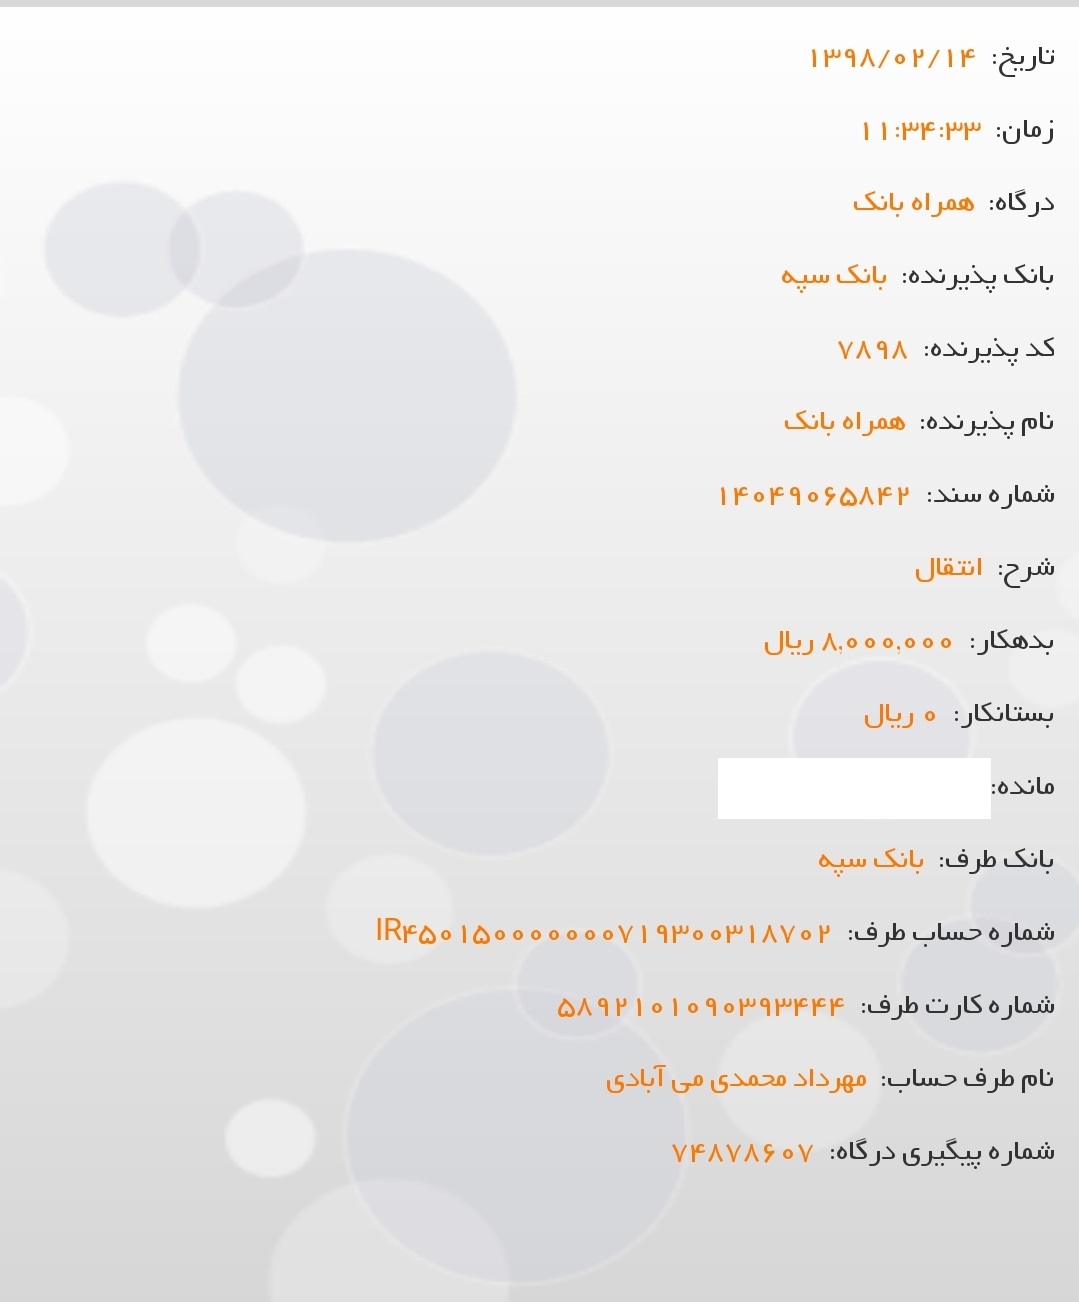 تاریخ: ۱۳۹۸/۰۲/۱۴
زمان: ۱۱:۳۴:۳۳
درگاه: همراه بانک
بانک پذیرنده: بانک سپه
کد پذیرنده: ۷۸۹۸
نام پذیرنده: همراه بانک
شماره سند: ۱۴۰۴۹۰۶۵۸۴۲
شرح: انتقال
بدهکار: ۸,۰۰۰,۰۰۰ ریال
بستانکار: ۰ ریال
مانده:
بانک طرف: بانک سپه
شماره حساب طرف: IR۴۵۰۱۵۰۰۰۰۰۰۰۷۱۹۳۰۰۳۱۸۷۰۲
شماره کارت طرف: ۵۸۹۲۱۰۱۰۹۰۳۹۳۴۴۴
نام طرف حساب: مهرداد محمدی می آبادی
شماره پیگیری درگاه: ۷۴۸۷۸۶۰۷